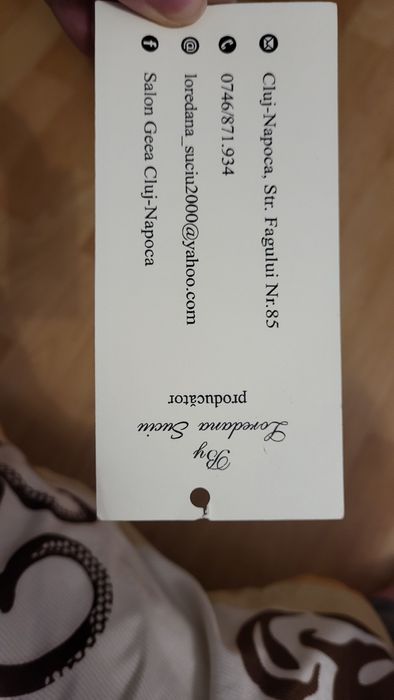 Cluj-Napoca, Str. Fagului Nr.85
0746/871.934
loredana_suciu2000@yahoo.com
Salon Geea Cluj-Napoca
By
Loredana Suciu
producător